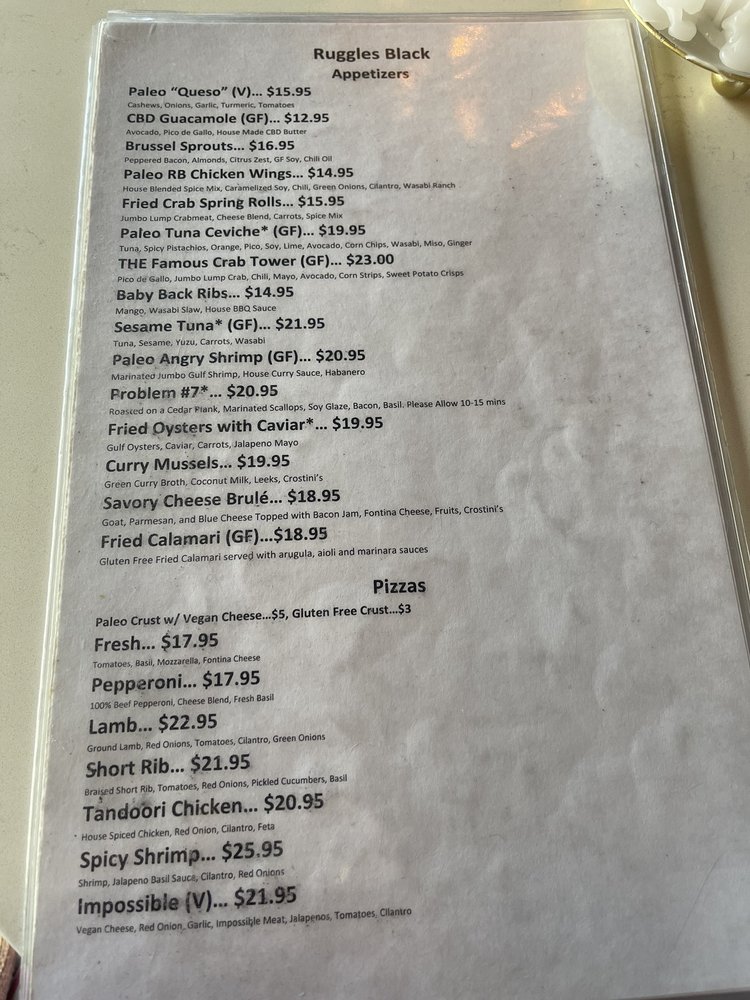 Ruggles Black
Appetizers
Paleo “Queso” (V)... $15.95
Cashews, Onions, Garlic, Turmeric, Tomatoes
CBD Guacamole (GF)... $12.95
Avocado, Pico de Gallo, House Made CBD Butter
Brussel Sprouts... $16.95
Peppered Bacon, Almonds, Citrus Zest, GF Soy, Chili Oil
Paleo RB Chicken Wings... $14.95
House Blended Spice Mix, Caramelized Soy, Chili, Green Onions, Cilantro, Wasabi Ranch
Fried Crab Spring Rolls... $15.95
Jumbo Lump Crabmeat, Cheese Blend, Carrots, Spice Mix
Paleo Tuna Ceviche* (GF)... $19.95
Tuna, Spicy Pistachios, Orange, Pico, Soy, Lime, Avocado, Corn Chips, Wasabi, Miso, Ginger
THE Famous Crab Tower (GF)... $23.00
Pico de Gallo, Jumbo Lump Crab, Chili, Mayo, Avocado, Corn Strips, Sweet Potato Crisps
Baby Back Ribs... $14.95
Mango, Wasabi Slaw, House BBQ Sauce
Sesame Tuna* (GF)... $21.95
Tuna, Sesame, Yuzu, Carrots, Wasabi
Paleo Angry Shrimp (GF)... $20.95
Marinated Jumbo Gulf Shrimp, House Curry Sauce, Habanero
Problem #7*... $20.95
Roasted on a Cedar Plank, Marinated Scallops, Soy Glaze, Bacon, Basil. Please Allow 10-15 mins
Fried Oysters with Caviar*... $19.95
Gulf Oysters, Caviar, Carrots, Jalapeno Mayo
Curry Mussels... $19.95
Green Curry Broth, Coconut Milk, Leeks, Crostini’s
Savory Cheese Brulé... $18.95
Goat, Parmesan, and Blue Cheese Topped with Bacon Jam, Fontina Cheese, Fruits, Crostini’s
Fried Calamari (GF)...$18.95
Gluten Free Fried Calamari served with arugula, aioli and marinara sauces
Pizzas
Paleo Crust w/ Vegan Cheese...$5, Gluten Free Crust...$3
Fresh... $17.95
Tomatoes, Basil, Mozzarella, Fontina Cheese
Pepperoni... $17.95
100% Beef Pepperoni, Cheese Blend, Fresh Basil
Lamb... $22.95
Ground Lamb, Red Onions, Tomatoes, Cilantro, Green Onions
Short Rib... $21.95
Braised Short Rib, Tomatoes, Red Onions, Pickled Cucumbers, Basil
Tandoori Chicken... $20.95
House Spiced Chicken, Red Onion, Cilantro, Feta
Spicy Shrimp... $25.95
Shrimp, Jalapeno Basil Sauce, Cilantro, Red Onions
Impossible (V)... $21.95
Vegan Cheese, Red Onion, Garlic, Impossible Meat, Jalapenos, Tomatoes, Cilantro